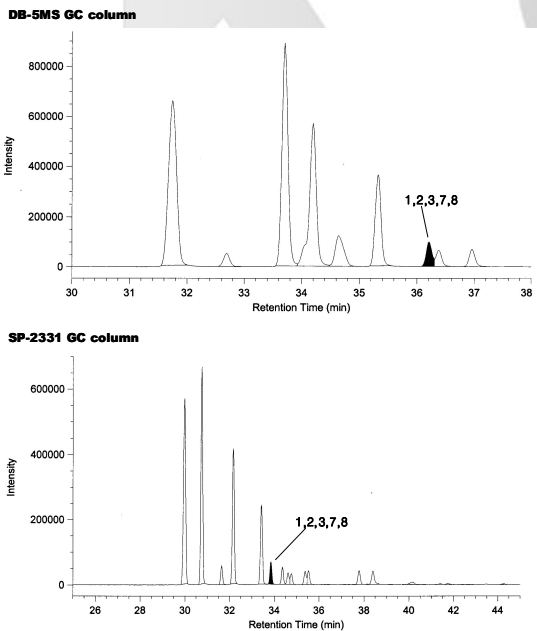 DB-5MS GC column
800000
600000
400000
200000
0
Intensity
1,2,3,7,8
30 31 32 33 34 35 36 37 38
Retention Time (min)
SP-2331 GC column
600000
400000
200000
0
Intensity
1,2,3,7,8
26 28 30 32 34 36 38 40 42 44
Retention Time (min)